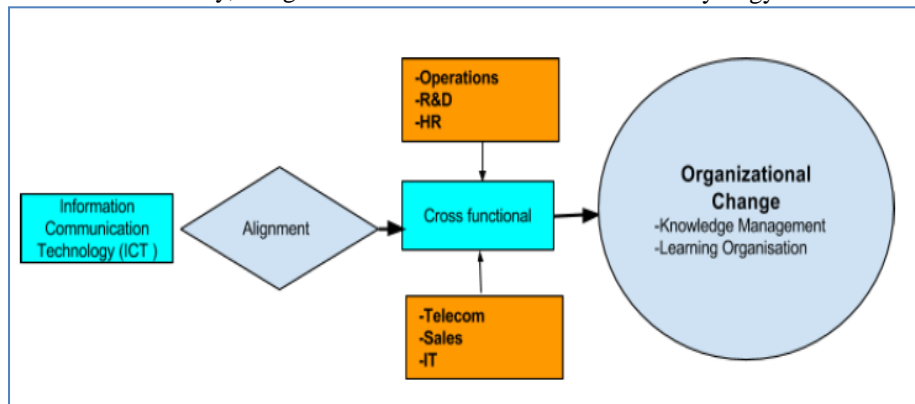 -Operations
-R&D
-HR
Information
Communication
Technology (ICT )
Alignment
Cross functional
Organizational
Change
-Knowledge Management
-Learning Organisation
-Telecom
-Sales
-IT